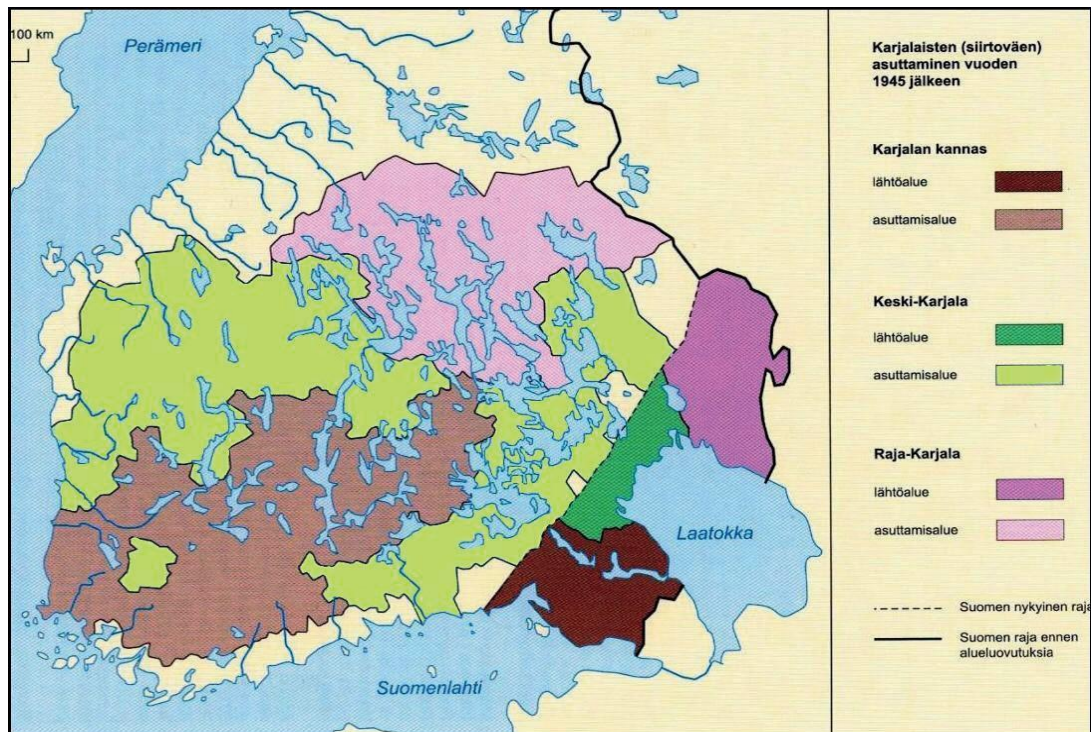 100 km
Perämeri
Laatokka
Suomenlahti
Karjalaisten (siirtoväen)
asuttaminen vuoden
1945 jälkeen
Karjalan kannas
lähtöalue
asuttamisalue
Keski-Karjala
lähtöalue
asuttamisalue
Raja-Karjala
lähtöalue
asuttamisalue
Suomen nykyinen raja
Suomen raja ennen
alueluovutuksia